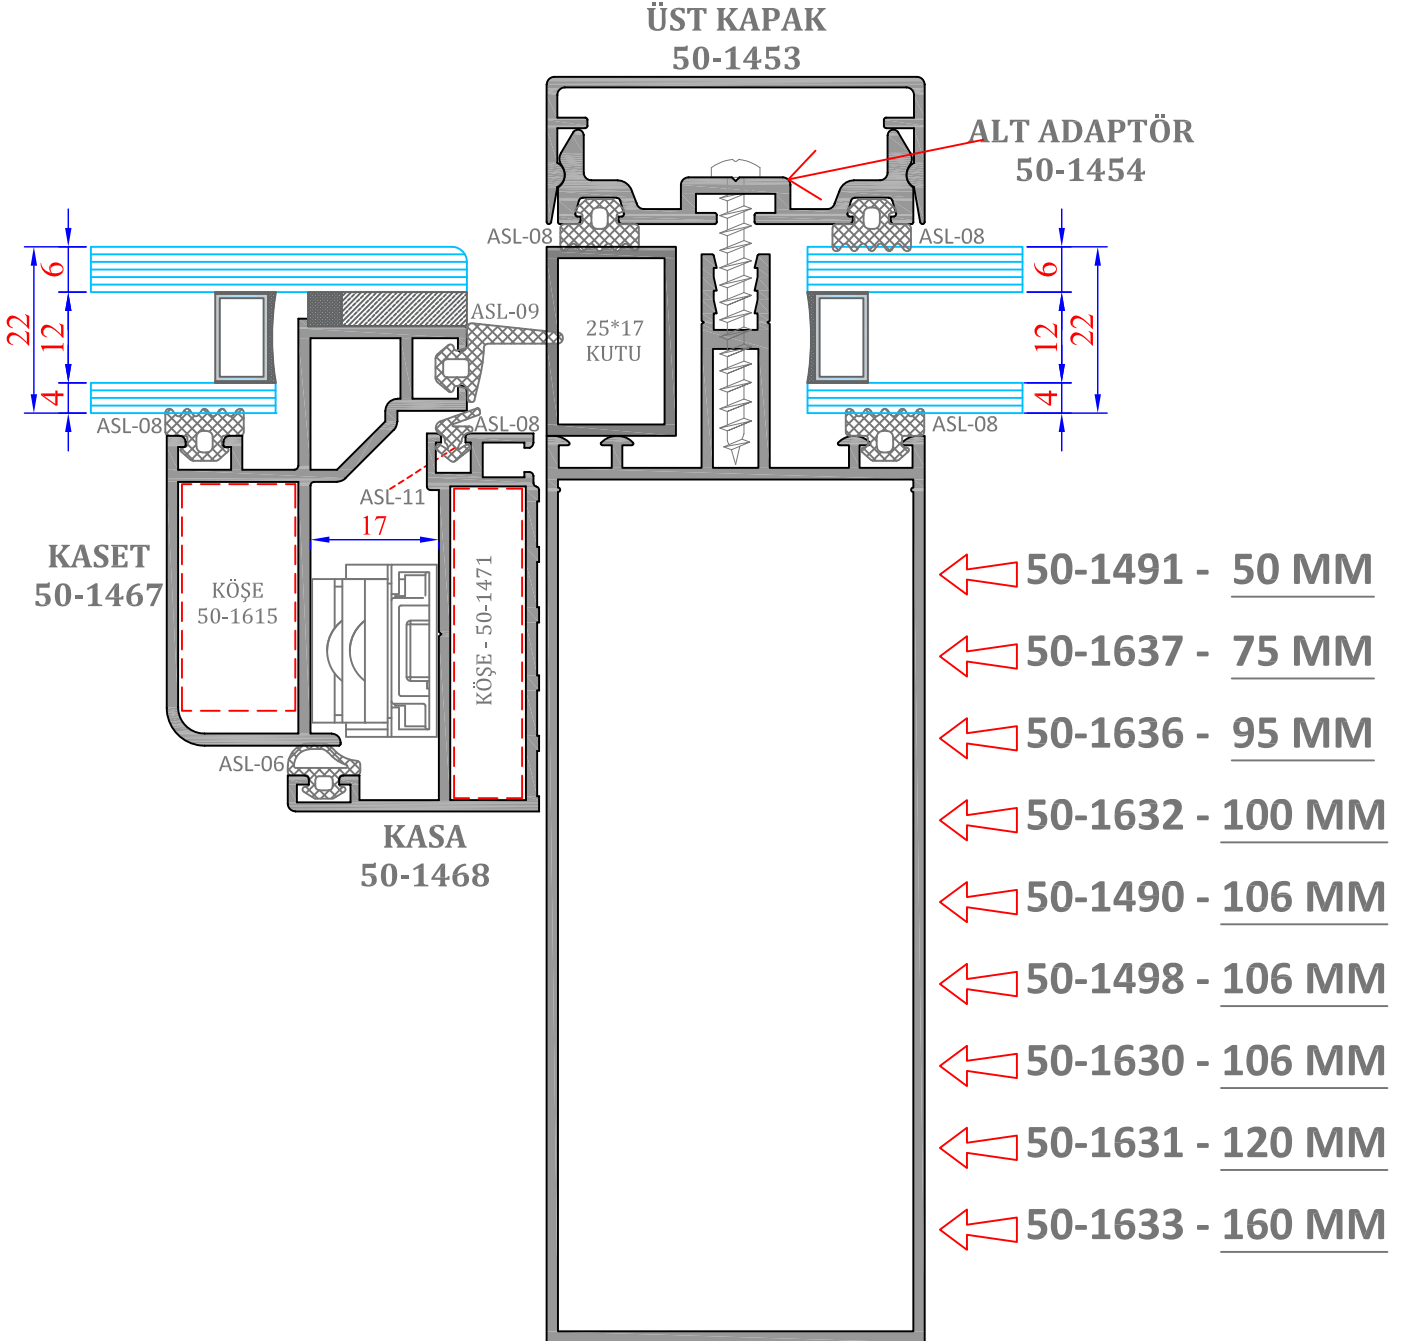 ÜST KAPAK
50-1453
ALT ADAPTÖR
50-1454
ASL-08
ASL-08
6
12
22
4
6
12
22
4
ASL-09
25*17
KUTU
ASL-08
ASL-08
ASL-08
ASL-11
17
KASET
50-1467
KÖŞE
50-1615
KÖŞE - 50-1471
ASL-06
KASA
50-1468
50-1491 - 50 MM
50-1637 - 75 MM
50-1636 - 95 MM
50-1632 - 100 MM
50-1490 - 106 MM
50-1498 - 106 MM
50-1630 - 106 MM
50-1631 - 120 MM
50-1633 - 160 MM